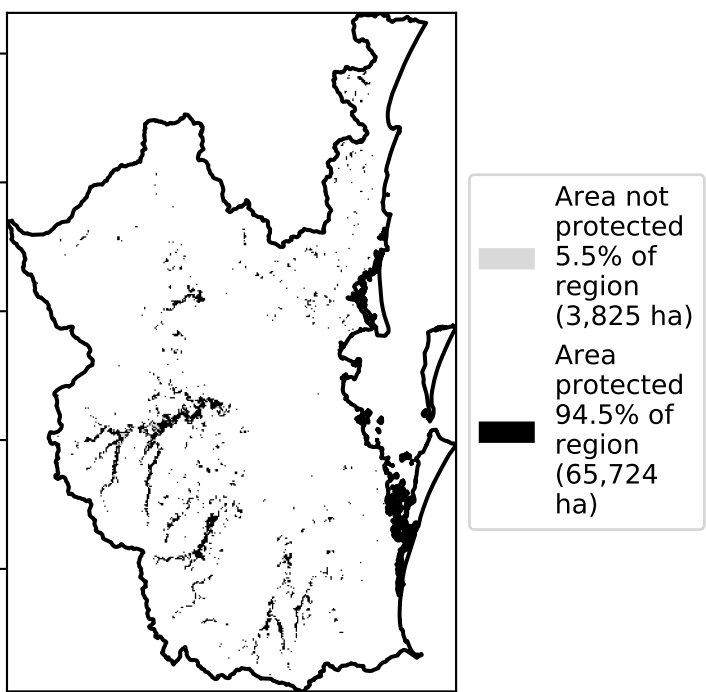 Area not
protected
5.5% of
region
(3,825 ha)
Area
protected
94.5% of
region
(65,724
ha)